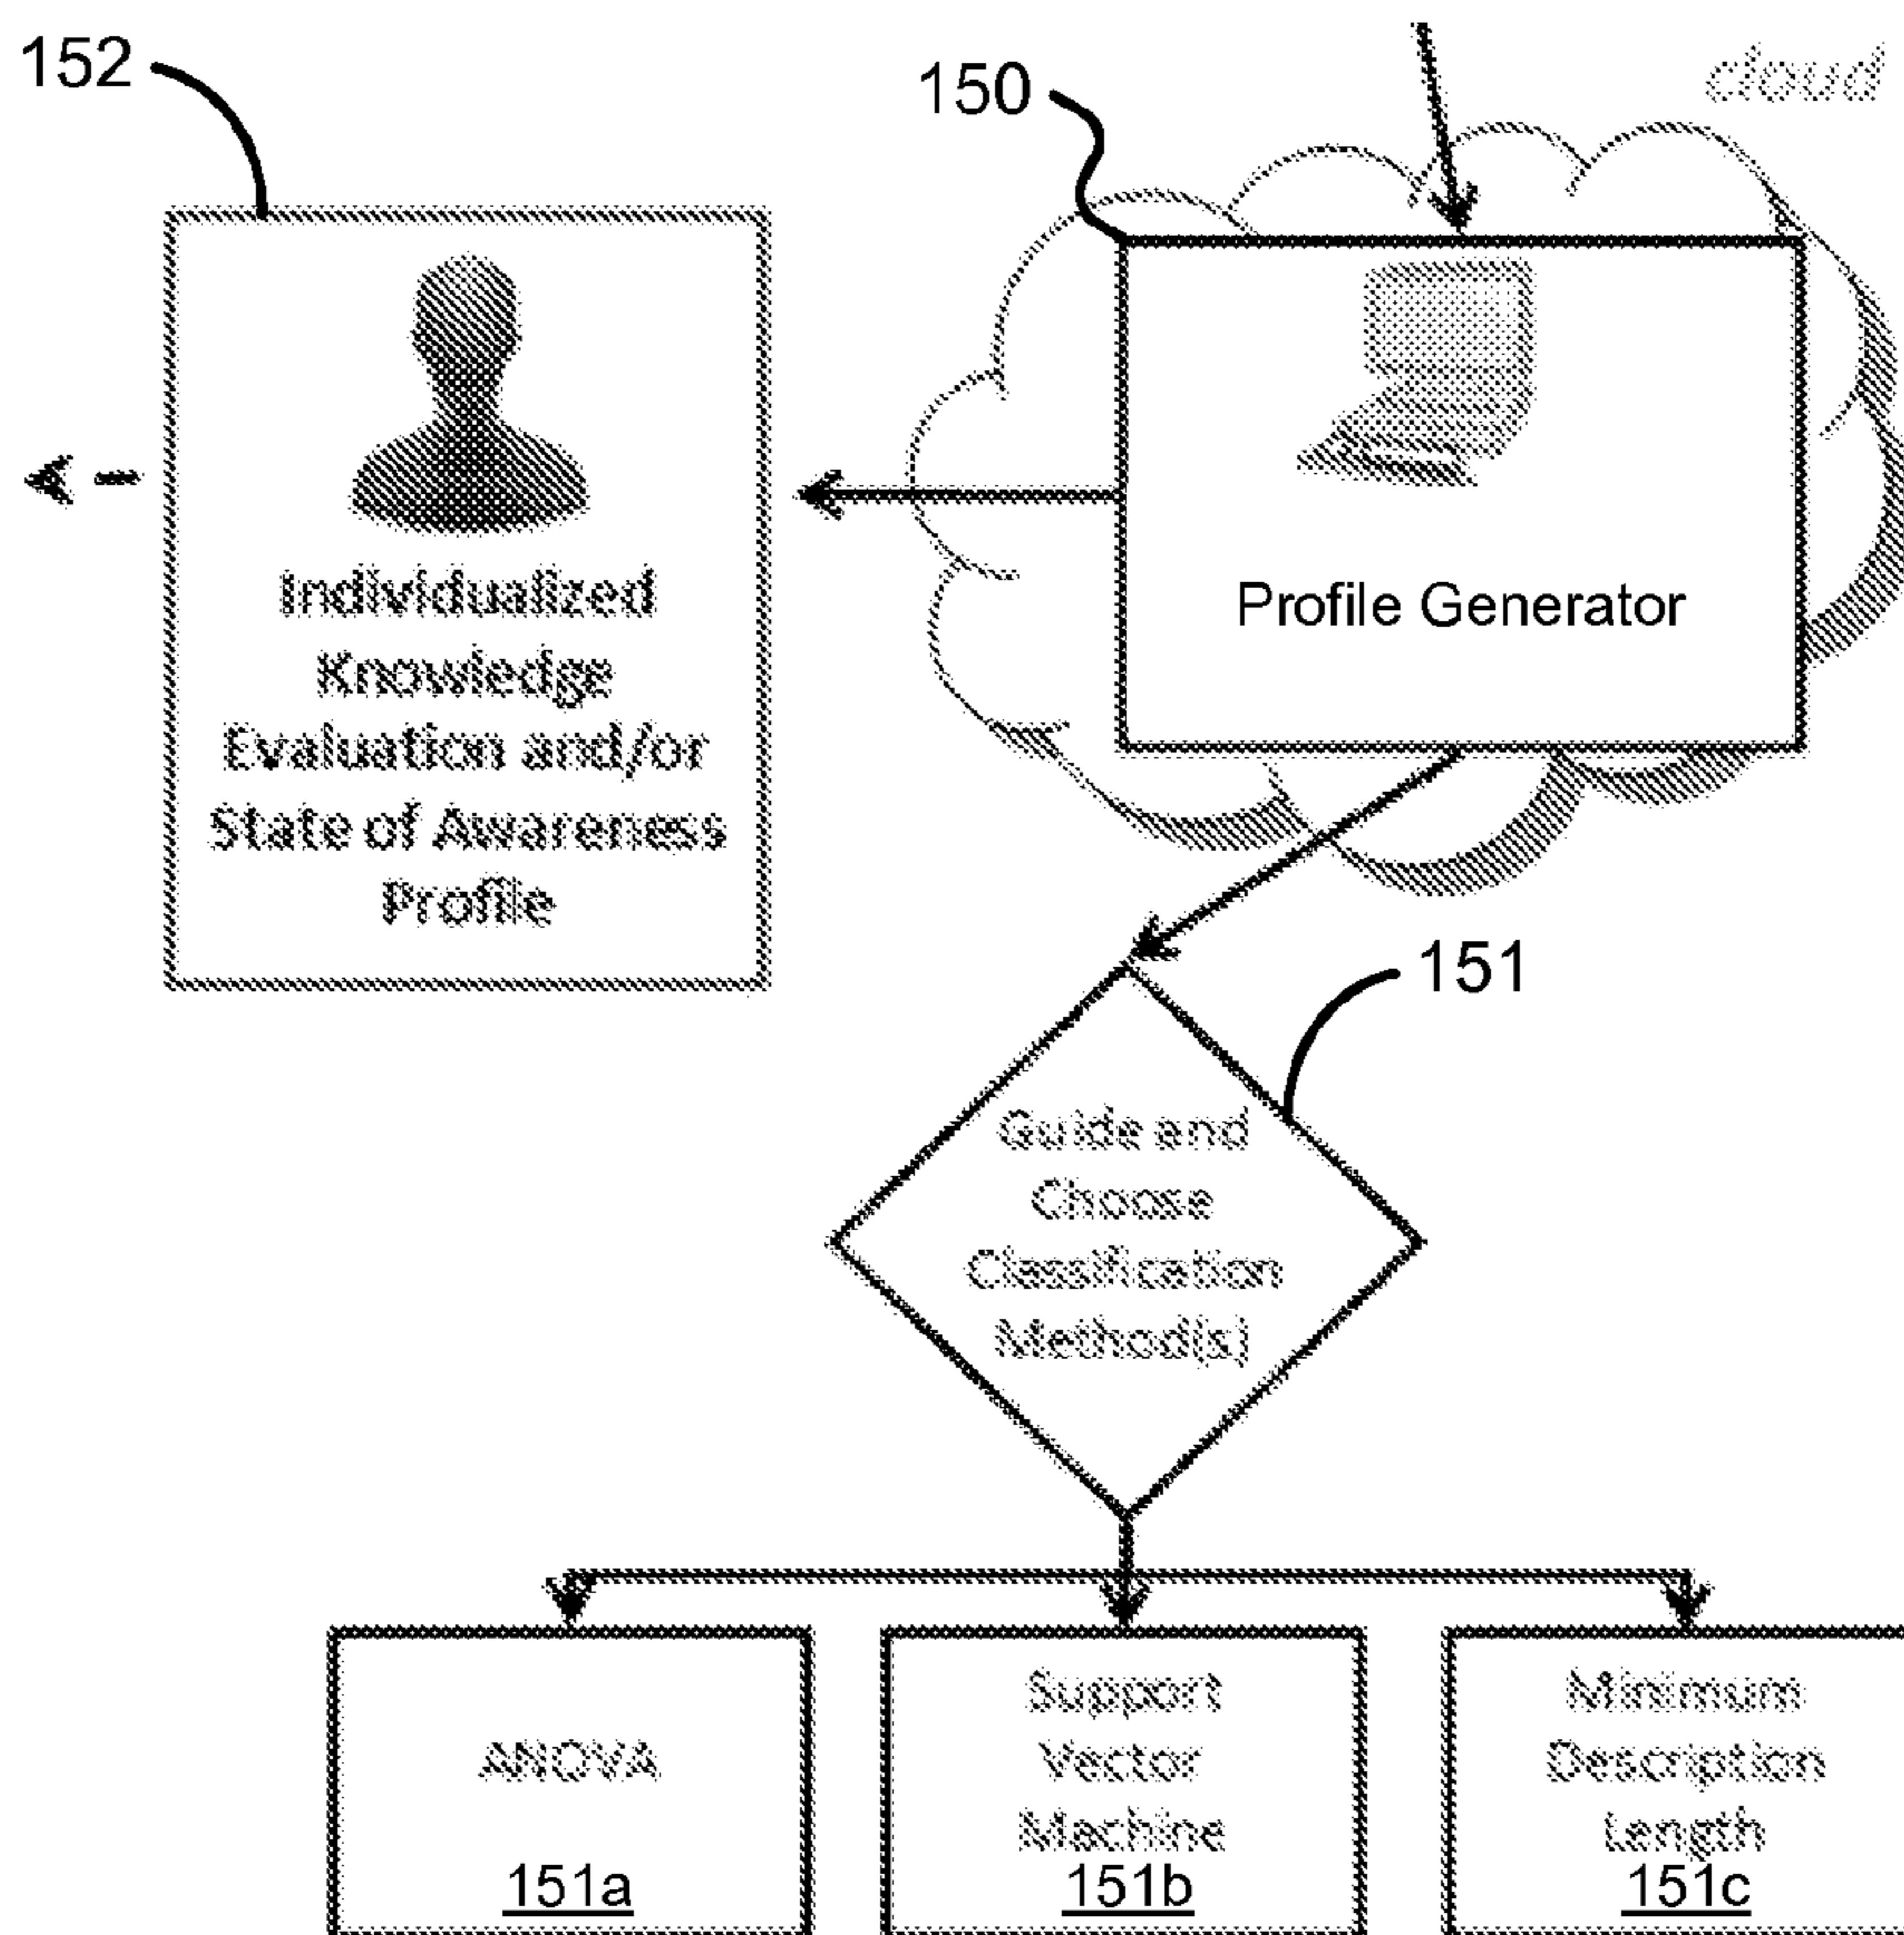 152
150
cloud
Individualized
Knowledge
Evaluation and/or
State of Awareness
Profile
Profile Generator
151
Guide and
Choose
Classification
Method(s)
ANOVA
151a
Support
Vector
Machine
151b
Minimum
Description
Length
151c